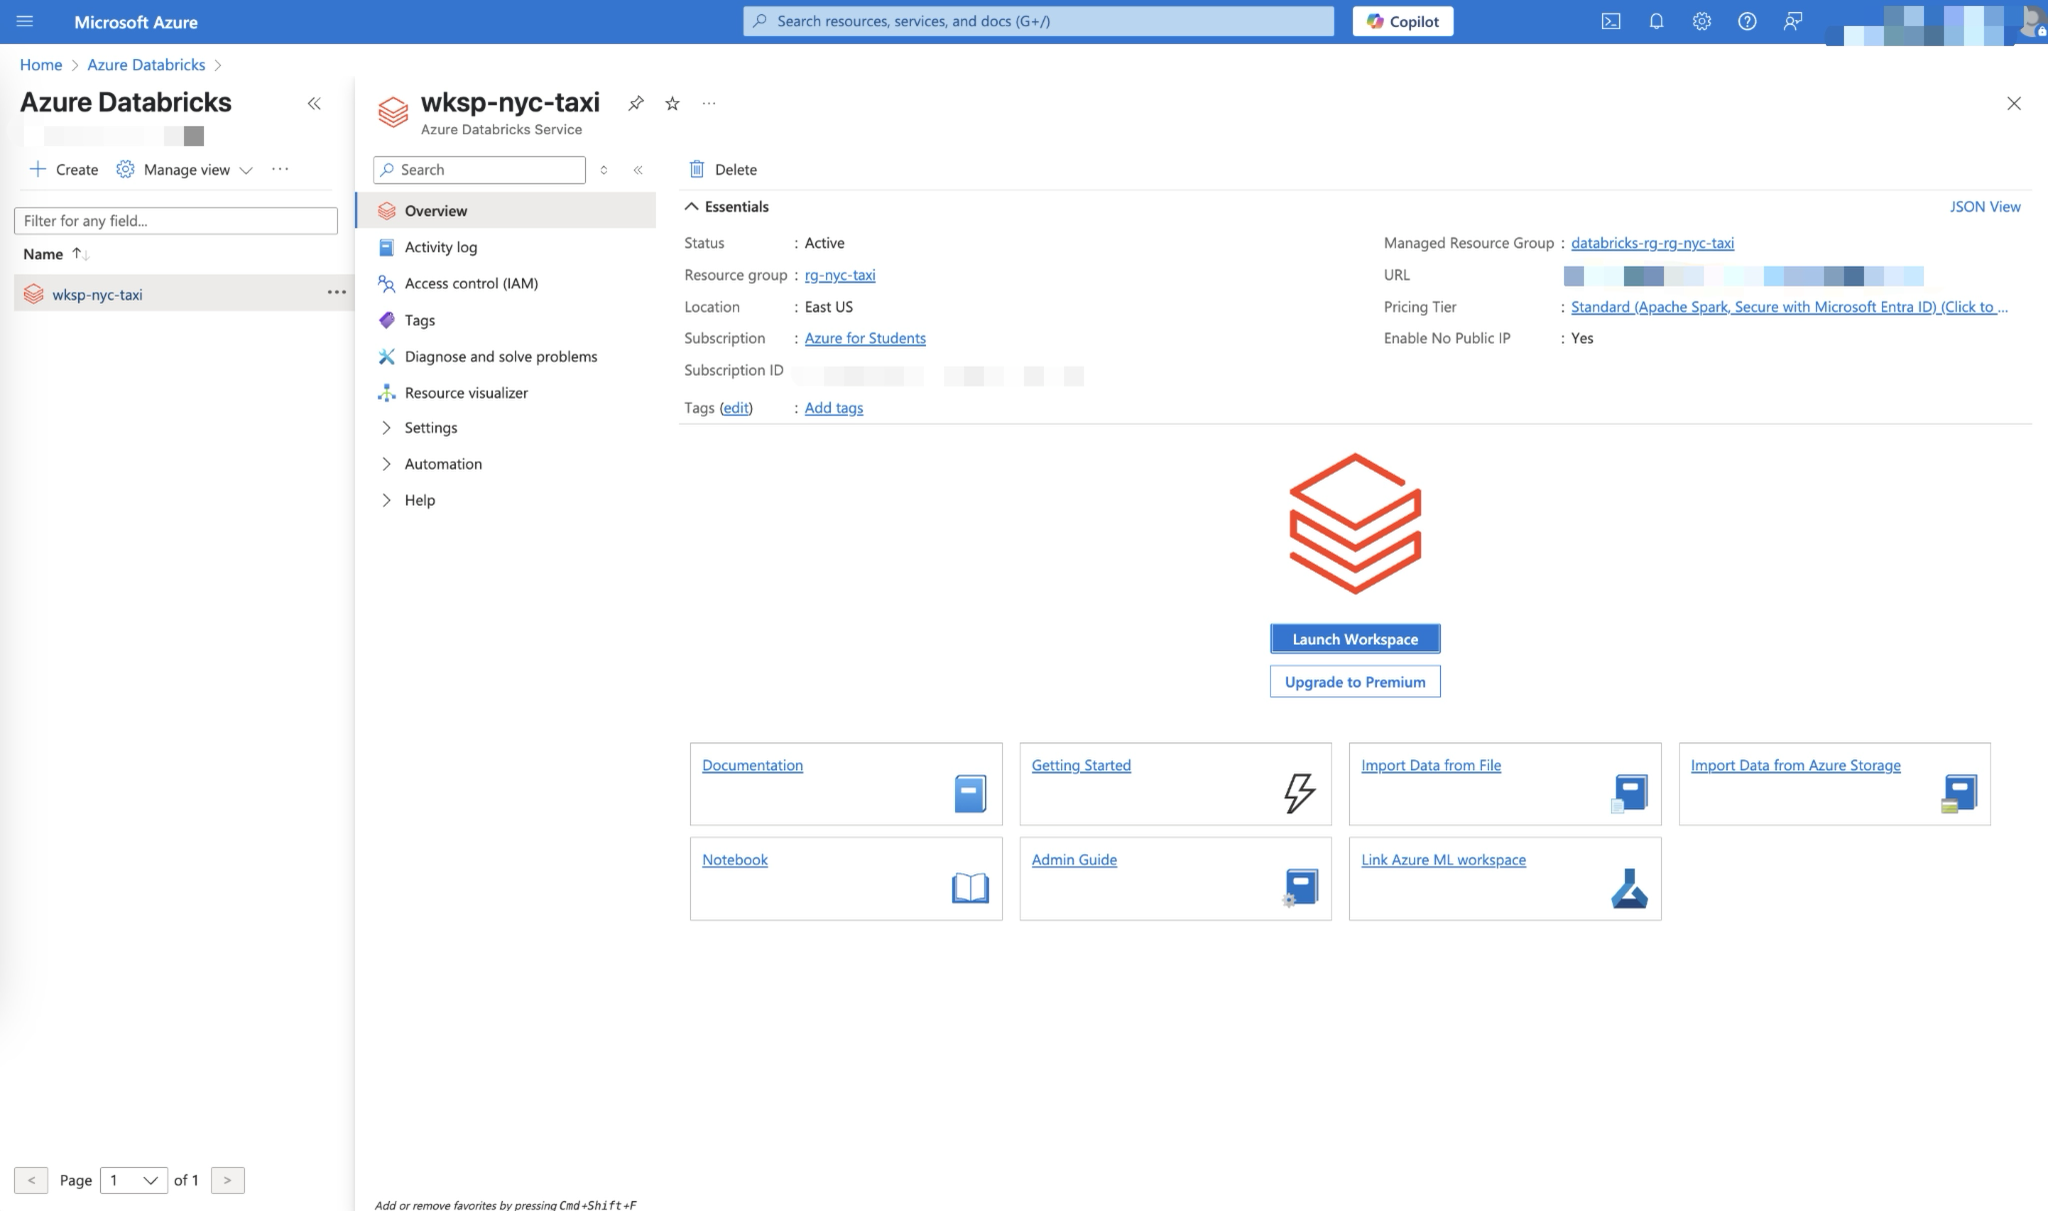 Microsoft Azure
Search resources, services, and docs (G+/)
Copilot
Home > Azure Databricks >
Azure Databricks
Create
Manage view
Filter for any field...
Name
wksp-nyc-taxi
Page 1 of 1
wksp-nyc-taxi
Azure Databricks Service
Search
Overview
Activity log
Access control (IAM)
Tags
Diagnose and solve problems
Resource visualizer
Settings
Automation
Help
Add or remove favorites by pressing Cmd+Shift+F
Delete
Essentials
JSON View
Status : Active
Resource group : rg-nyc-taxi
Location : East US
Subscription : Azure for Students
Subscription ID
Tags (edit) : Add tags
Managed Resource Group : databricks-rg-rg-nyc-taxi
URL
Pricing Tier : Standard (Apache Spark, Secure with Microsoft Entra ID) (Click to ...
Enable No Public IP : Yes
Launch Workspace
Upgrade to Premium
Documentation
Getting Started
Import Data from File
Import Data from Azure Storage
Notebook
Admin Guide
Link Azure ML workspace